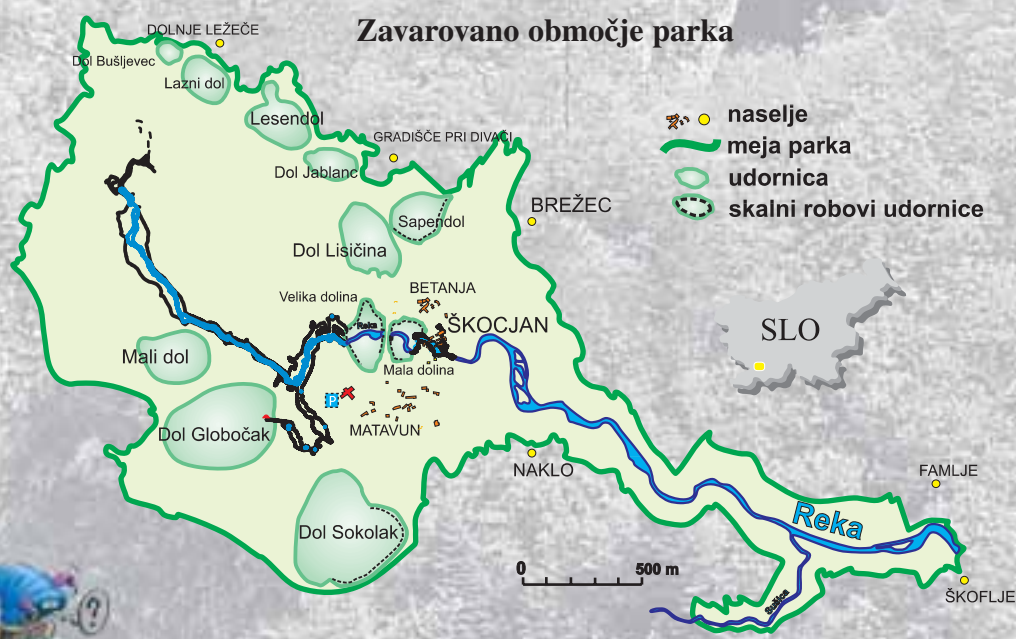 Zavarovano območje parka
DOLNJE LEŽEČE
Dol Bušljevec
Lazni dol
Lesendol
GRADIŠČE PRI DIVAČI
Dol Jablanc
naselje
meja parka
udornica
skalni robovi udornice
Sapendol
BREŽEC
Dol Lisičina
BETANJA
Velika dolina
Reka
ŠKOCJAN
SLO
Mali dol
Mala dolina
P
MATAVUN
Dol Globočak
NAKLO
FAMLJE
Reka
Dol Sokolak
0 500 m
Sušica
ŠKOFLJE
?